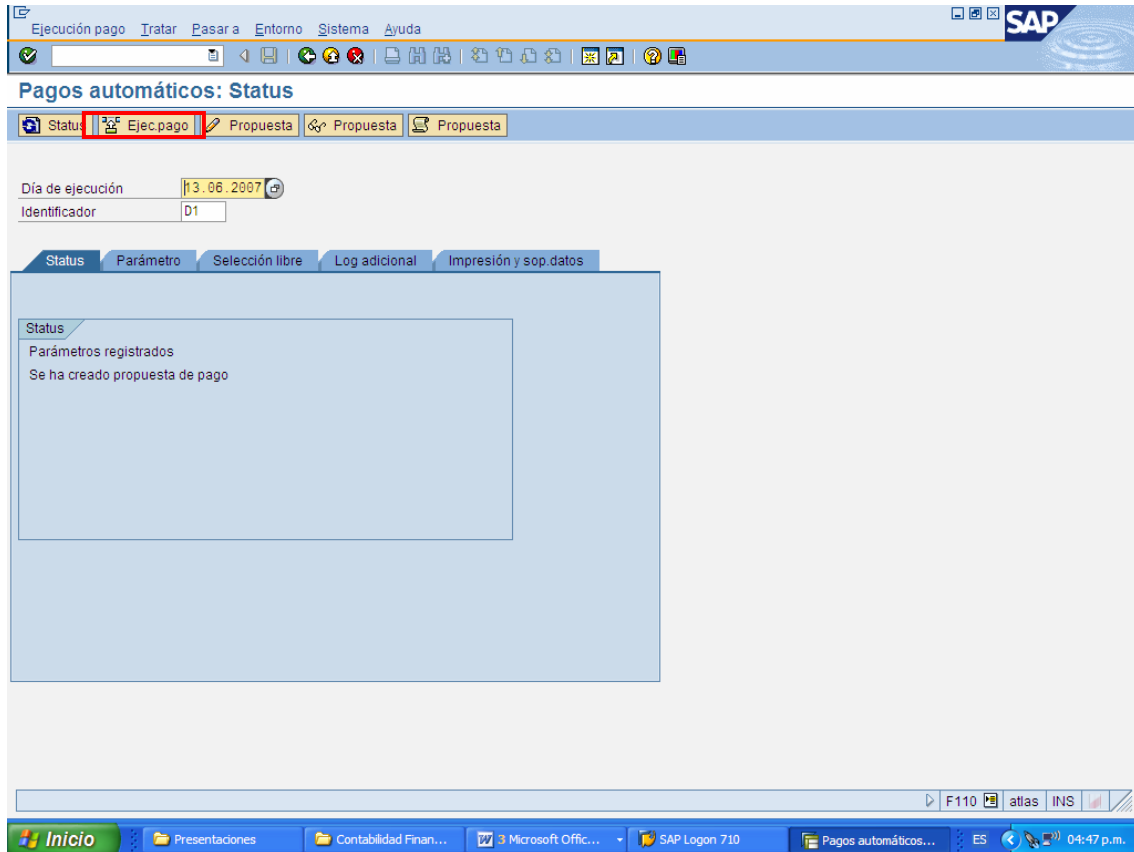 Ejecución pago Tratar Pasar a Entorno Sistema Ayuda
SAP
Pagos automáticos: Status
Status Ejec.pago Propuesta Propuesta Propuesta
Día de ejecución 13.06.2007
Identificador D1
Status Parámetro Selección libre Log adicional Impresión y sop.datos
Status
Parámetros registrados
Se ha creado propuesta de pago
F110 atlas INS
Inicio Presentaciones Contabilidad Finan... 3 Microsoft Offic... SAP Logon 710 Pagos automáticos... ES 04:47 p.m.